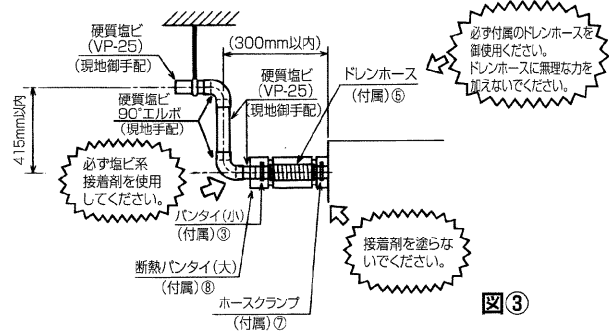 硬質塩ビ
(VP-25)
(現地御手配)
(300mm以内)
硬質塩ビ
(VP-25)
(現地御手配)
ドレンホース
(付属)⑤
必ず付属のドレンホースを
御使用ください。
ドレンホースに無理な力を
加えないでください。
415mm以内
硬質塩ビ
90°エルボ
(現地手配)
必ず塩ビ系
接着剤を使用
してください。
バンタイ(小)
(付属)③
断熱バンタイ(大)
(付属)⑧
ホースクランプ
(付属)⑦
接着剤を塗らな
いでください。
図③